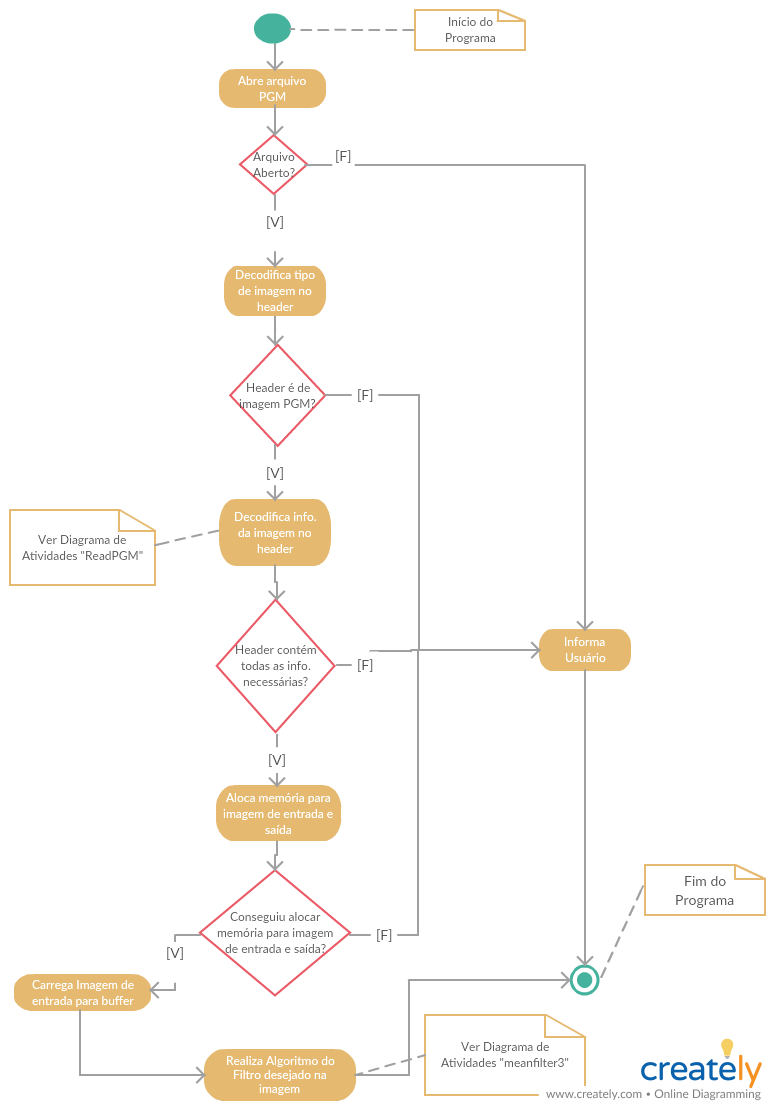 Início do
Programa
Abre arquivo
PGM
Arquivo
Aberto?
[F]
[V]
Decodifica tipo
de imagem no
header
Header é de
imagem PGM?
[F]
[V]
Decodifica info.
da imagem no
header
Ver Diagrama de
Atividades "ReadPGM"
Header contém
todas as info.
necessárias?
[F]
Informa
Usuário
[V]
Aloca memória para
imagem de entrada e
saída
Conseguiu alocar
memória para imagem
de entrada e saída?
[F]
[V]
Fim do
Programa
Carrega Imagem de
entrada para buffer
Realiza Algoritmo do
Filtro desejado na
imagem
Ver Diagrama de
Atividades "meanfilter3"
creately
www.creately.com • Online Diagramming